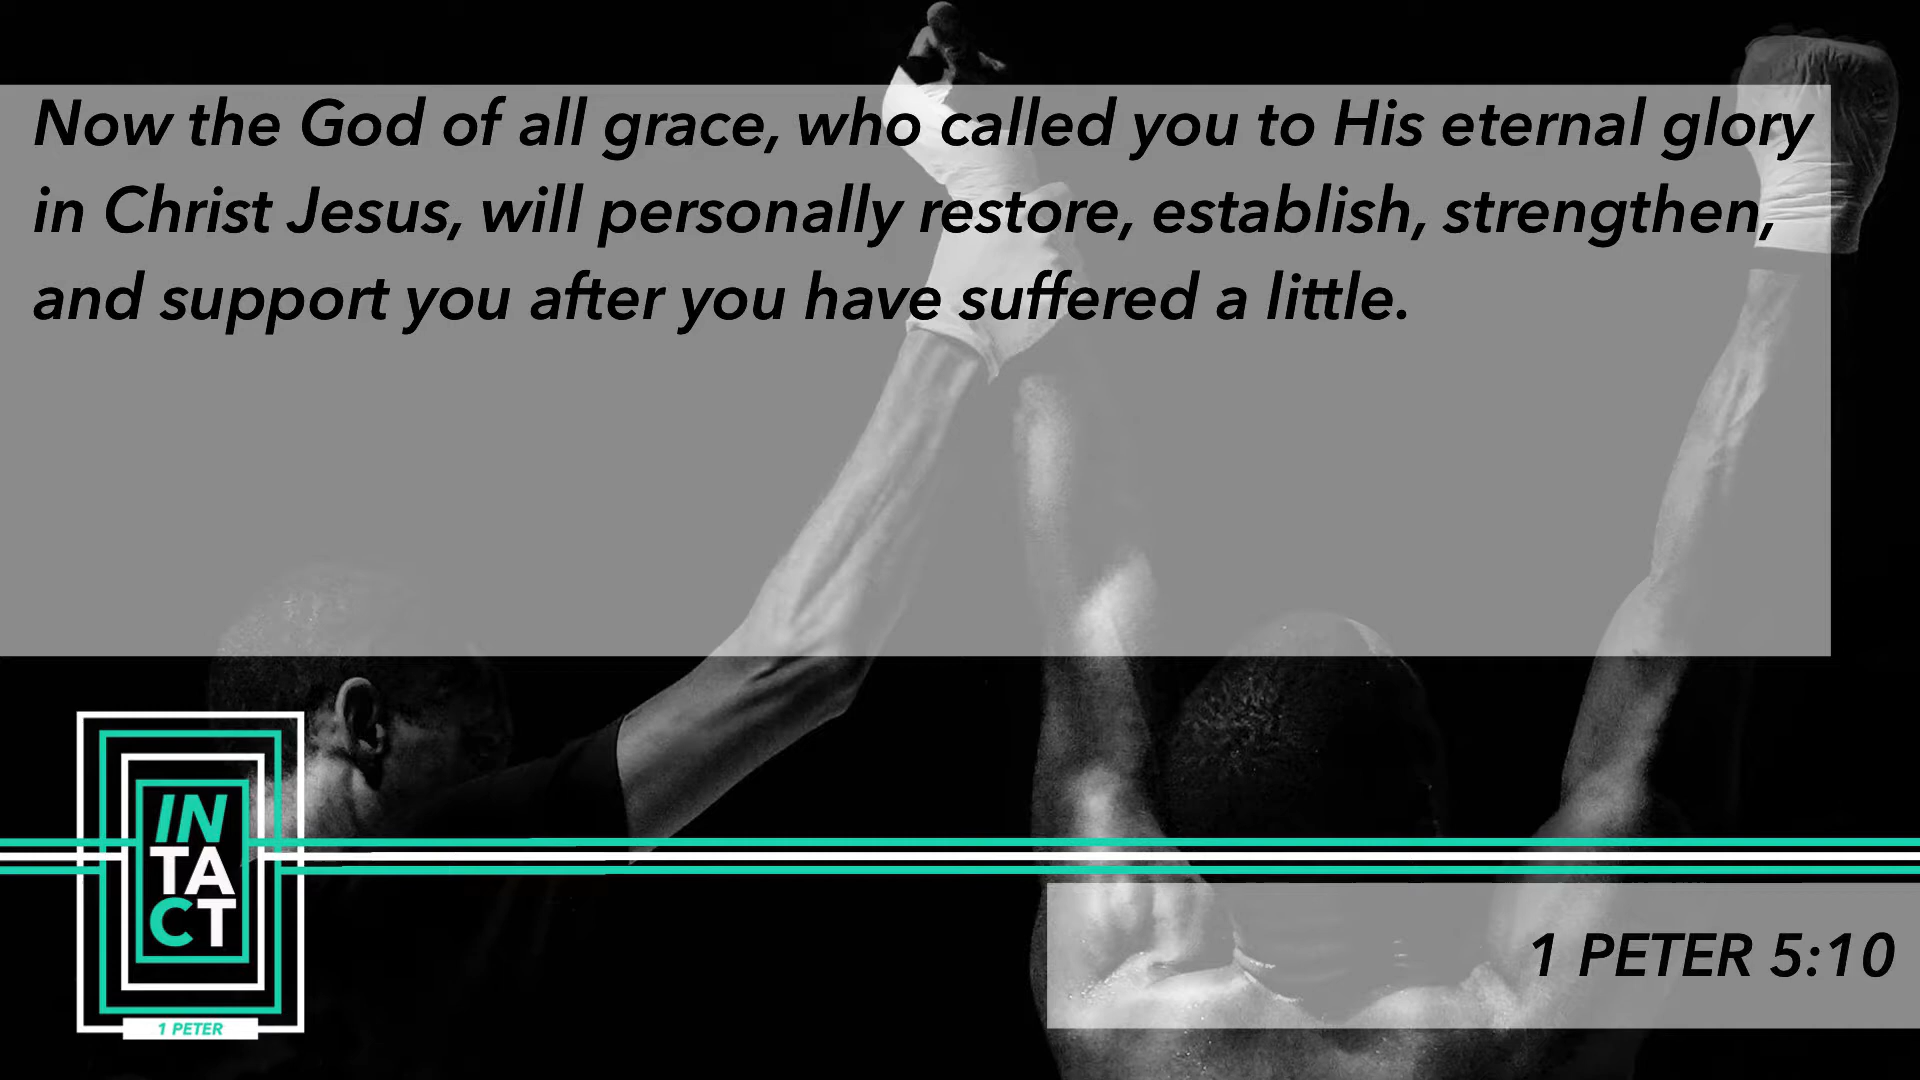 Now the God of all grace, who called you to His eternal glory
in Christ Jesus, will personally restore, establish, strengthen,
and support you after you have suffered a little.
IN
TA
CT
1 PETER
1 PETER 5:10